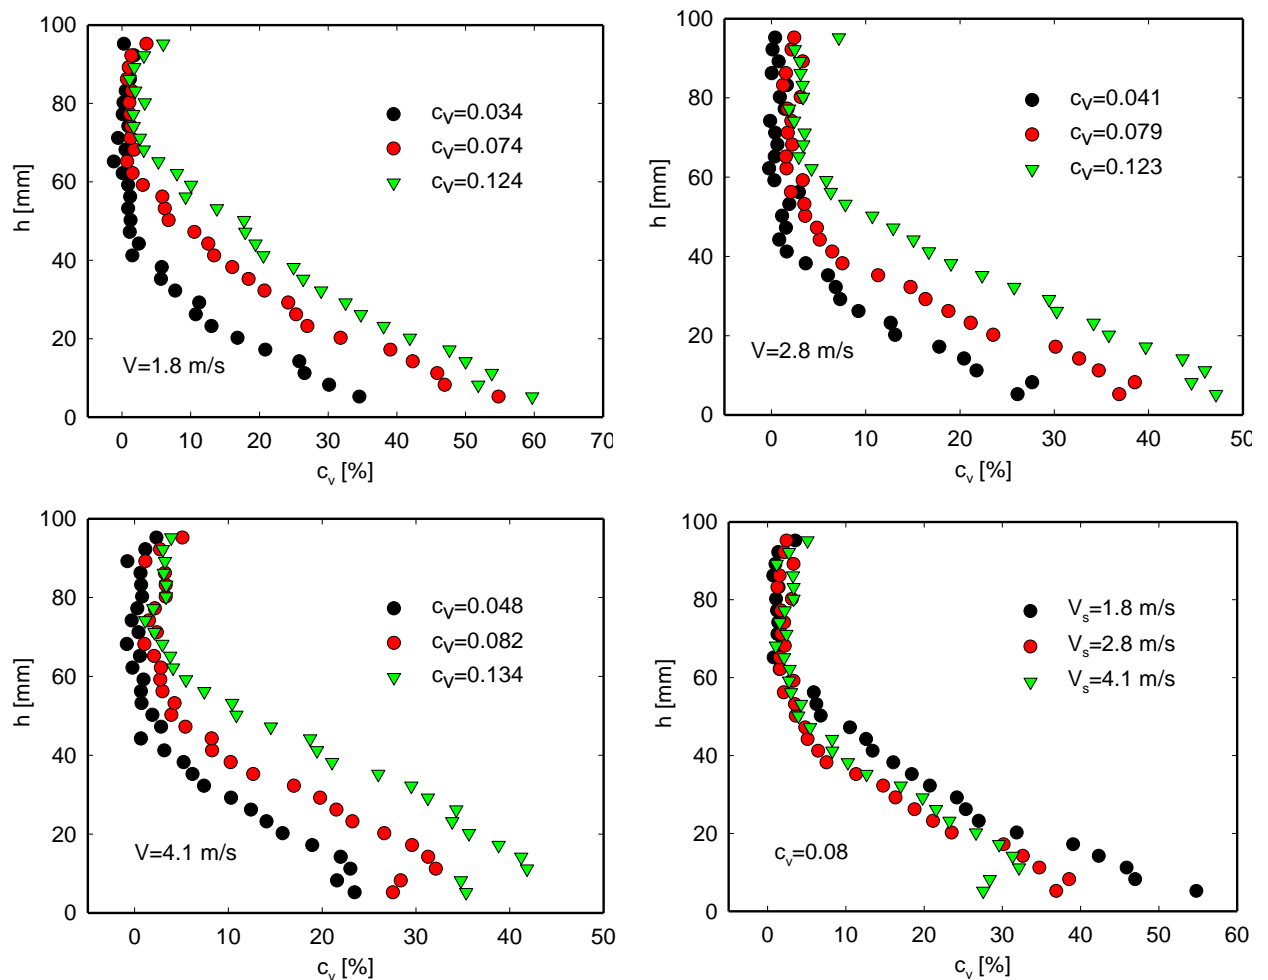 100
80
60
40
20
0
h [mm]
cV=0.034
cV=0.074
cV=0.124
V=1.8 m/s
0 10 20 30 40 50 60 70
cv [%]
100
80
60
40
20
0
h [mm]
cV=0.041
cV=0.079
cV=0.123
V=2.8 m/s
0 10 20 30 40 50
cv [%]
100
80
60
40
20
0
h [mm]
cV=0.048
cV=0.082
cV=0.134
V=4.1 m/s
0 10 20 30 40 50
cv [%]
100
80
60
40
20
0
h [mm]
Vs=1.8 m/s
Vs=2.8 m/s
Vs=4.1 m/s
cv=0.08
0 10 20 30 40 50 60
cv [%]